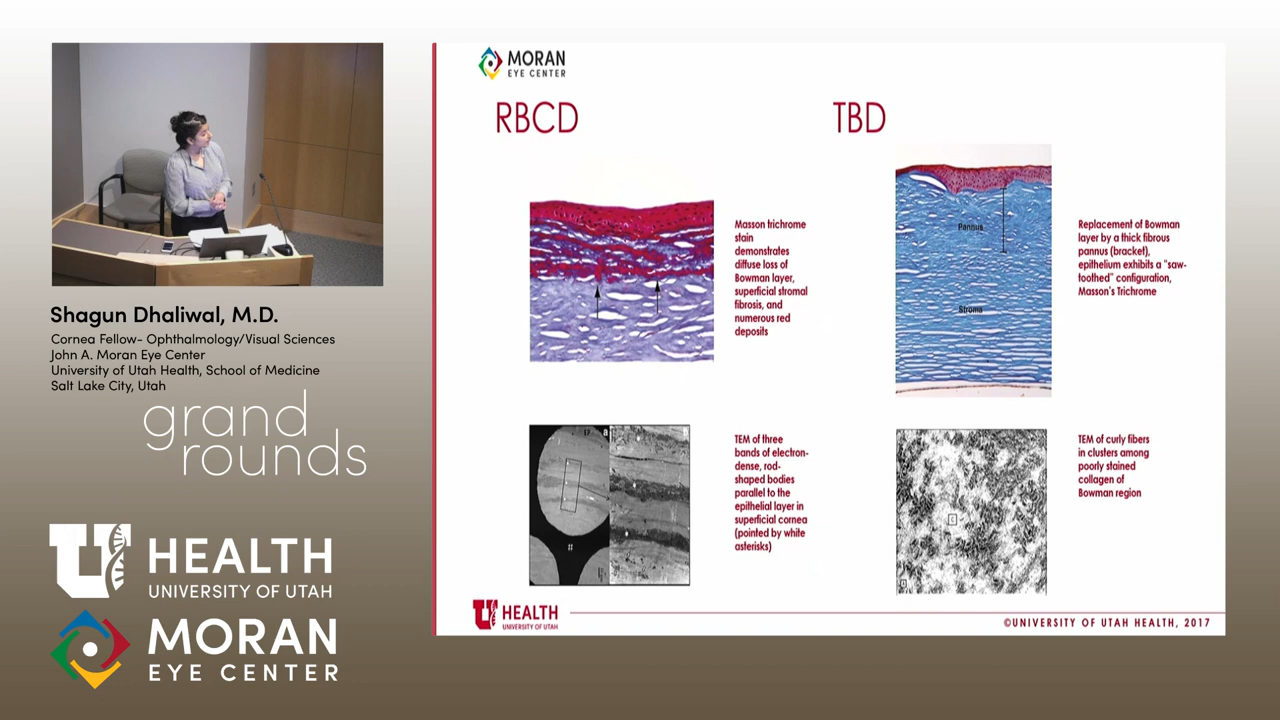 Shagun Dhaliwal, M.D.
Cornea Fellow- Ophthalmology/Visual Sciences
John A. Moran Eye Center
University of Utah Health, School of Medicine
Salt Lake City, Utah
grand
rounds
U HEALTH
UNIVERSITY OF UTAH
MORAN
EYE CENTER
MORAN
EYE CENTER
RBCD
Masson trichrome
stain
demonstrates
diffuse loss of
Bowman layer,
superficial stromal
fibrosis, and
numerous red
deposits
TEM of three
bands of electron-
dense, rod-
shaped bodies
parallel to the
epithelial layer in
superficial cornea
(pointed by white
asterisks)
a
#
TBD
Pannus
Stroma
Replacement of Bowman
layer by a thick fibrous
pannus (bracket),
epithelium exhibits a "saw-
toothed" configuration,
Masson's Trichrome
TEM of curly fibers
in clusters among
poorly stained
collagen of
Bowman region
U HEALTH
UNIVERSITY OF UTAH
©UNIVERSITY OF UTAH HEALTH, 2017